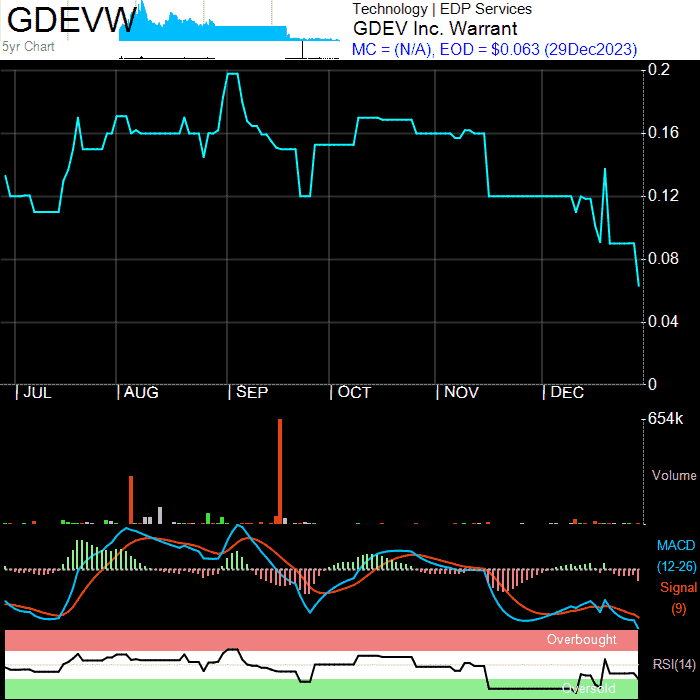 GDEVW
5yr Chart
Technology | EDP Services
GDEV Inc. Warrant
MC = (N/A), EOD = $0.063 (29Dec2023)
0.2
0.16
0.12
0.08
0.04
0
JUL AUG SEP OCT NOV DEC
654k
Volume
MACD
(12-26)
Signal
(9)
Overbought
RSI(14)
Oversold